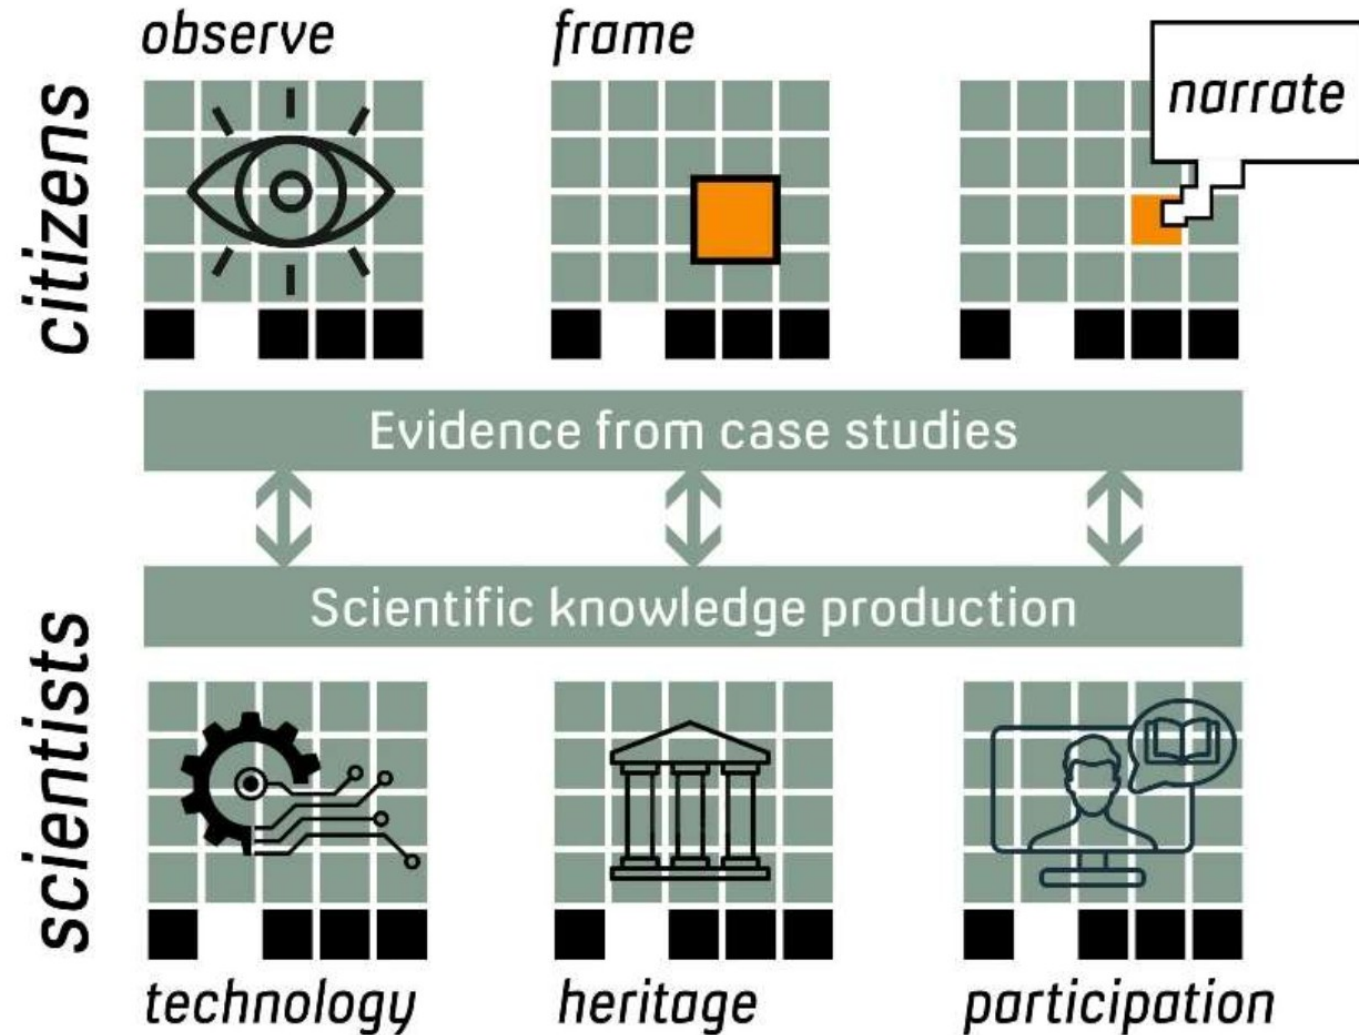 citizens
observe
frame
narrate
Evidence from case studies
Scientific knowledge production
scientists
technology
heritage
participation